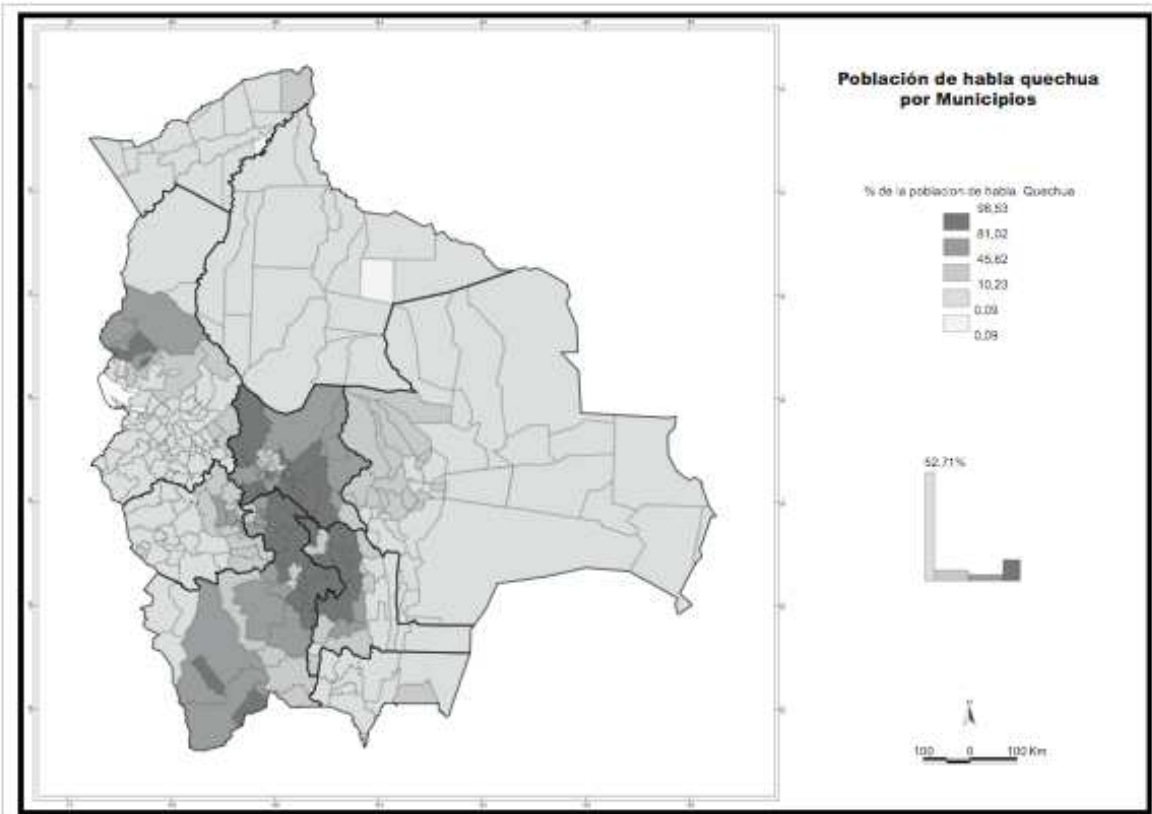 Población de habla quechua
por Municipios
% de la poblacion de habla Quechua
98,53
81,02
45,62
10,23
0,09
0,09
52,71%
100 0 100 Km